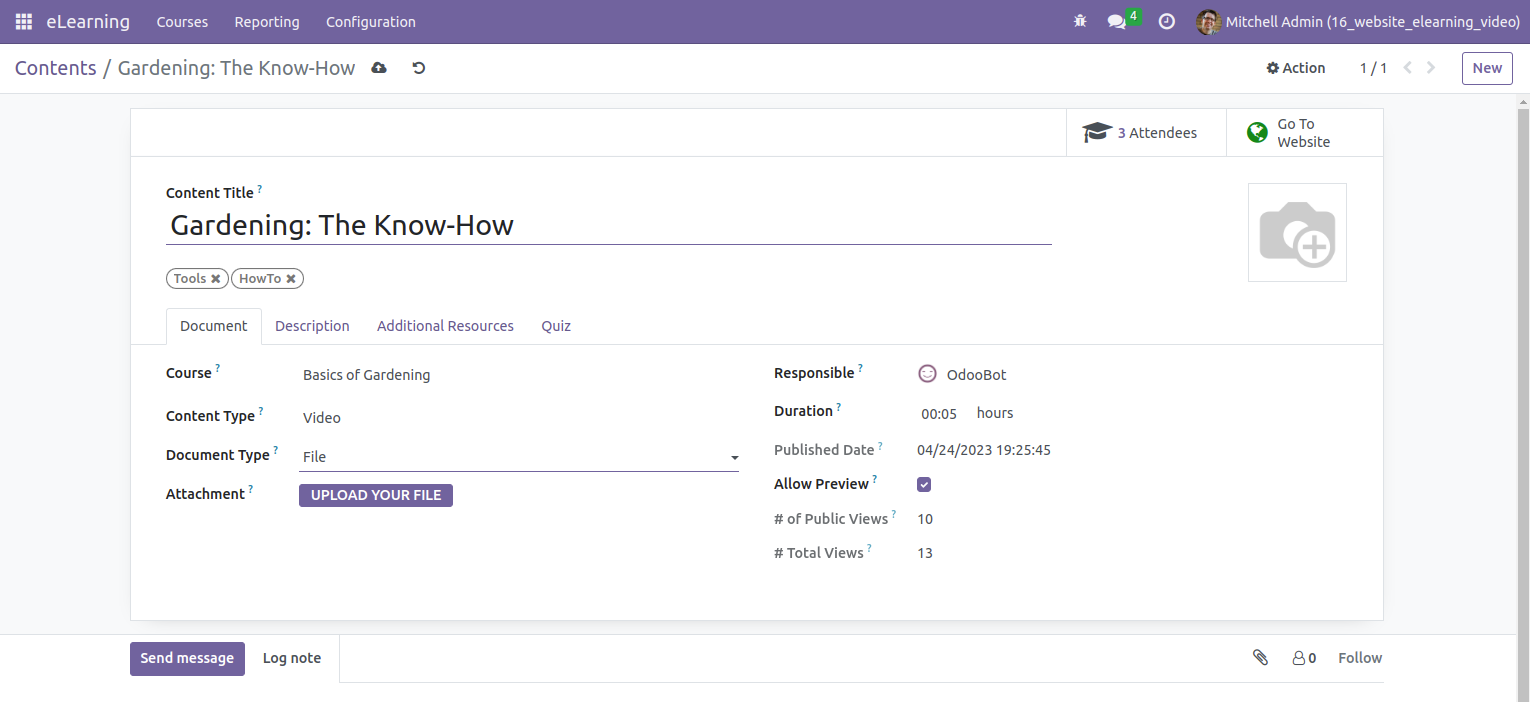 eLearning Courses Reporting Configuration 4 Mitchell Admin (16_website_elearning_video)
Contents / Gardening: The Know-How Action 1 / 1 New
3 Attendees
Go To
Website
Content Title ?
Gardening: The Know-How
Tools HowTo
Document Description Additional Resources Quiz
Course ? Basics of Gardening
Content Type ? Video
Document Type ? File
Attachment ? UPLOAD YOUR FILE
Responsible ? OdooBot
Duration ? 00:05 hours
Published Date ? 04/24/2023 19:25:45
Allow Preview ?
# of Public Views ? 10
# Total Views ? 13
Send message Log note 0 Follow